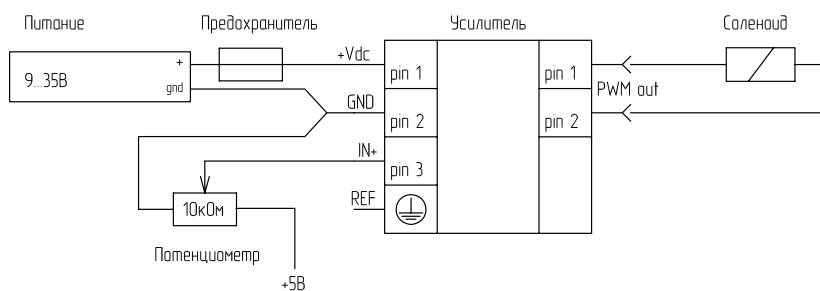 Питание
Предохранитель
Усилитель
Соленоид
+
9...35В
gnd
+Vdc
pin 1
pin 1
PWM out
GND
pin 2
pin 2
IN+
pin 3
REF
10кОм
Потенциометр
+5В